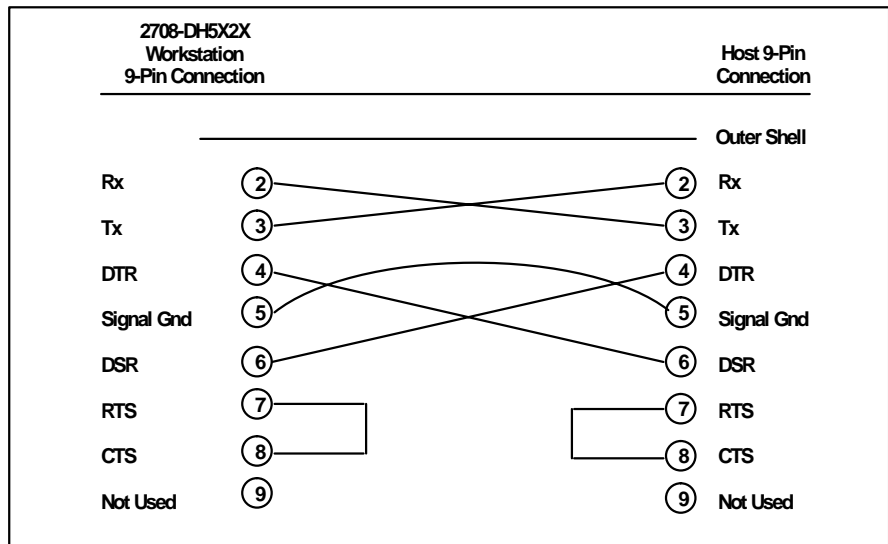 2708-DH5X2X
Workstation
9-Pin Connection
Host 9-Pin
Connection
Outer Shell
Rx 2 2 Rx
Tx 3 3 Tx
DTR 4 4 DTR
Signal Gnd 5 5 Signal Gnd
DSR 6 6 DSR
RTS 7 7 RTS
CTS 8 8 CTS
Not Used 9 9 Not Used